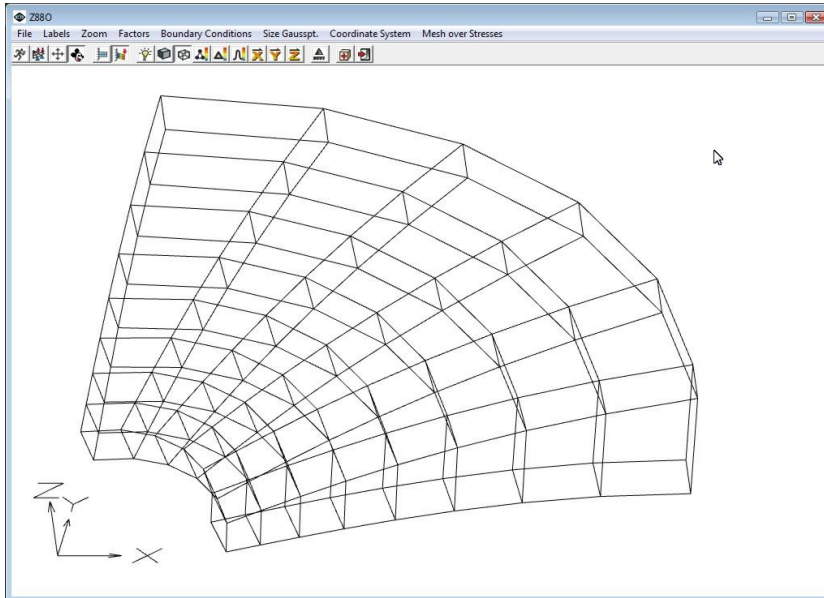 Z88O
File Labels Zoom Factors Boundary Conditions Size Gausspt. Coordinate System Mesh over Stresses
X Y Z
Z
Y
X